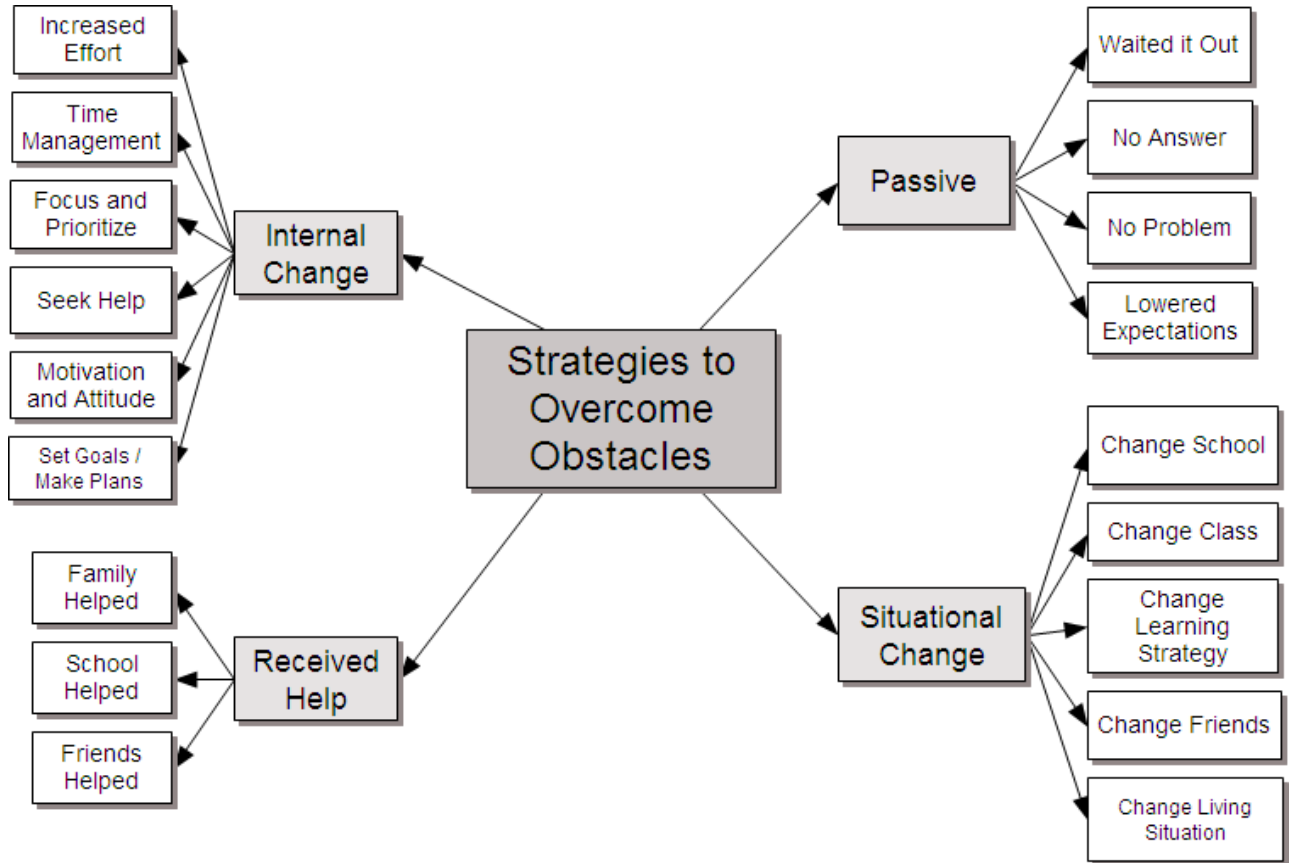 Increased
Effort
Time
Management
Focus and
Prioritize
Seek Help
Motivation
and Attitude
Set Goals /
Make Plans
Internal
Change
Family
Helped
School
Helped
Friends
Helped
Received
Help
Strategies to
Overcome
Obstacles
Passive
Waited it Out
No Answer
No Problem
Lowered
Expectations
Situational
Change
Change School
Change Class
Change
Learning
Strategy
Change Friends
Change Living
Situation